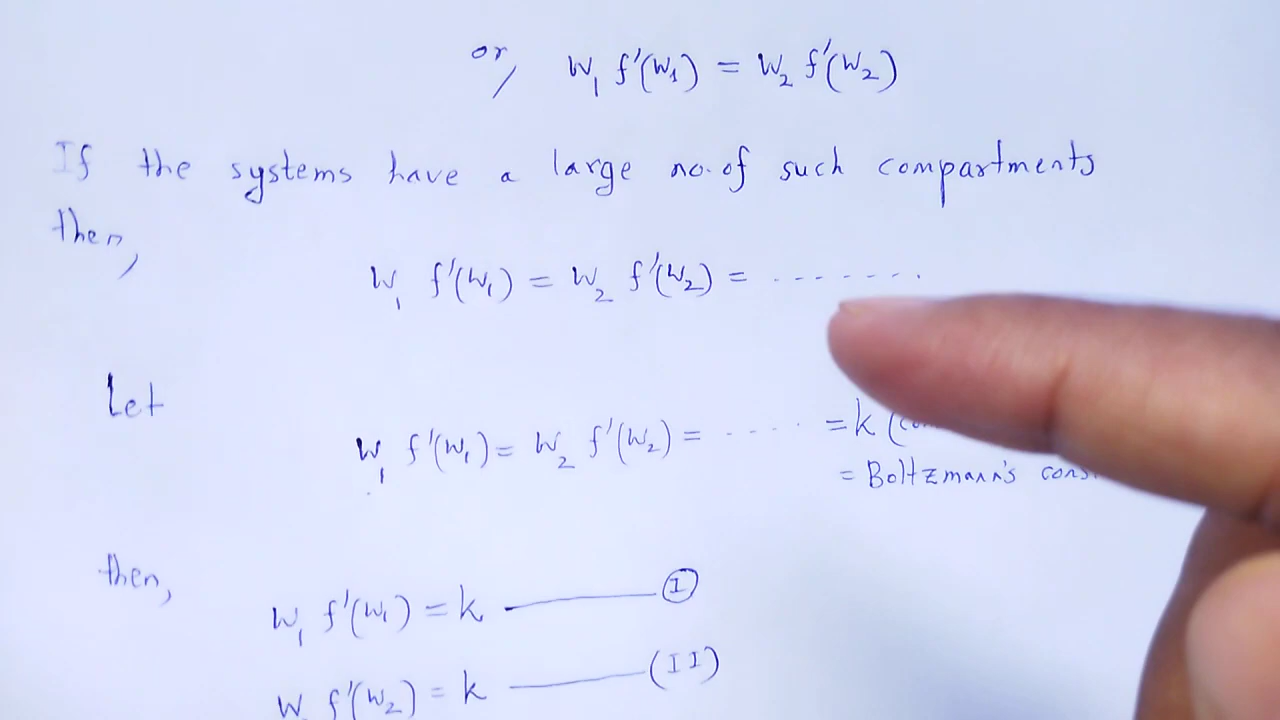 or, W₁ f'(W₁) = W₂ f'(W₂)
If the systems have a large no. of such compartments
then,
W₁ f'(W₁) = W₂ f'(W₂) = - - - - - - - .
Let
W₁ f'(W₁) = W₂ f'(W₂) = - - - - · = k (
= Boltzmann's
then,
W₁ f'(W₁) = k ——— (I)
W f'(W₂) = k ——— (II)